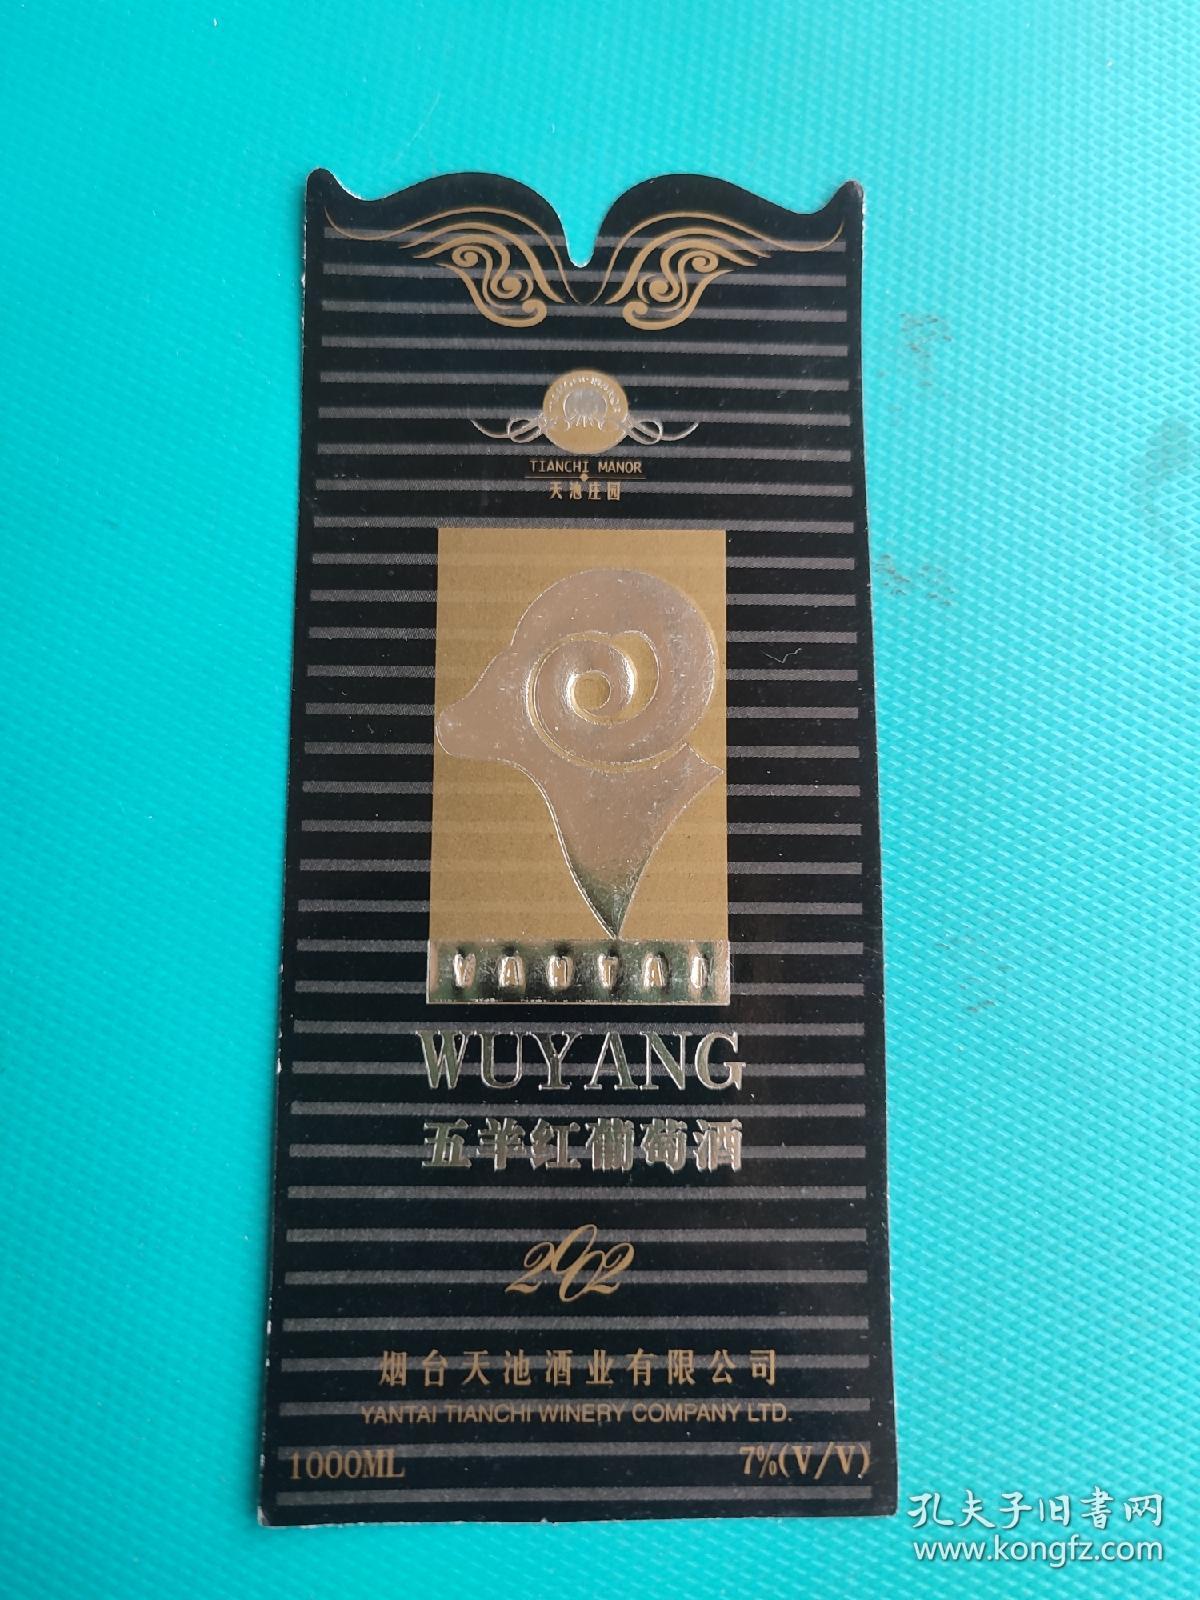 TIANCHI MANOR
天池庄园
YANTAI
WUYANG
五羊红葡萄酒
2002
烟台天池酒业有限公司
YANTAI TIANCHI WINERY COMPANY LTD.
1000ML
7%(V/V)
孔夫子旧书网
www.kongfz.com